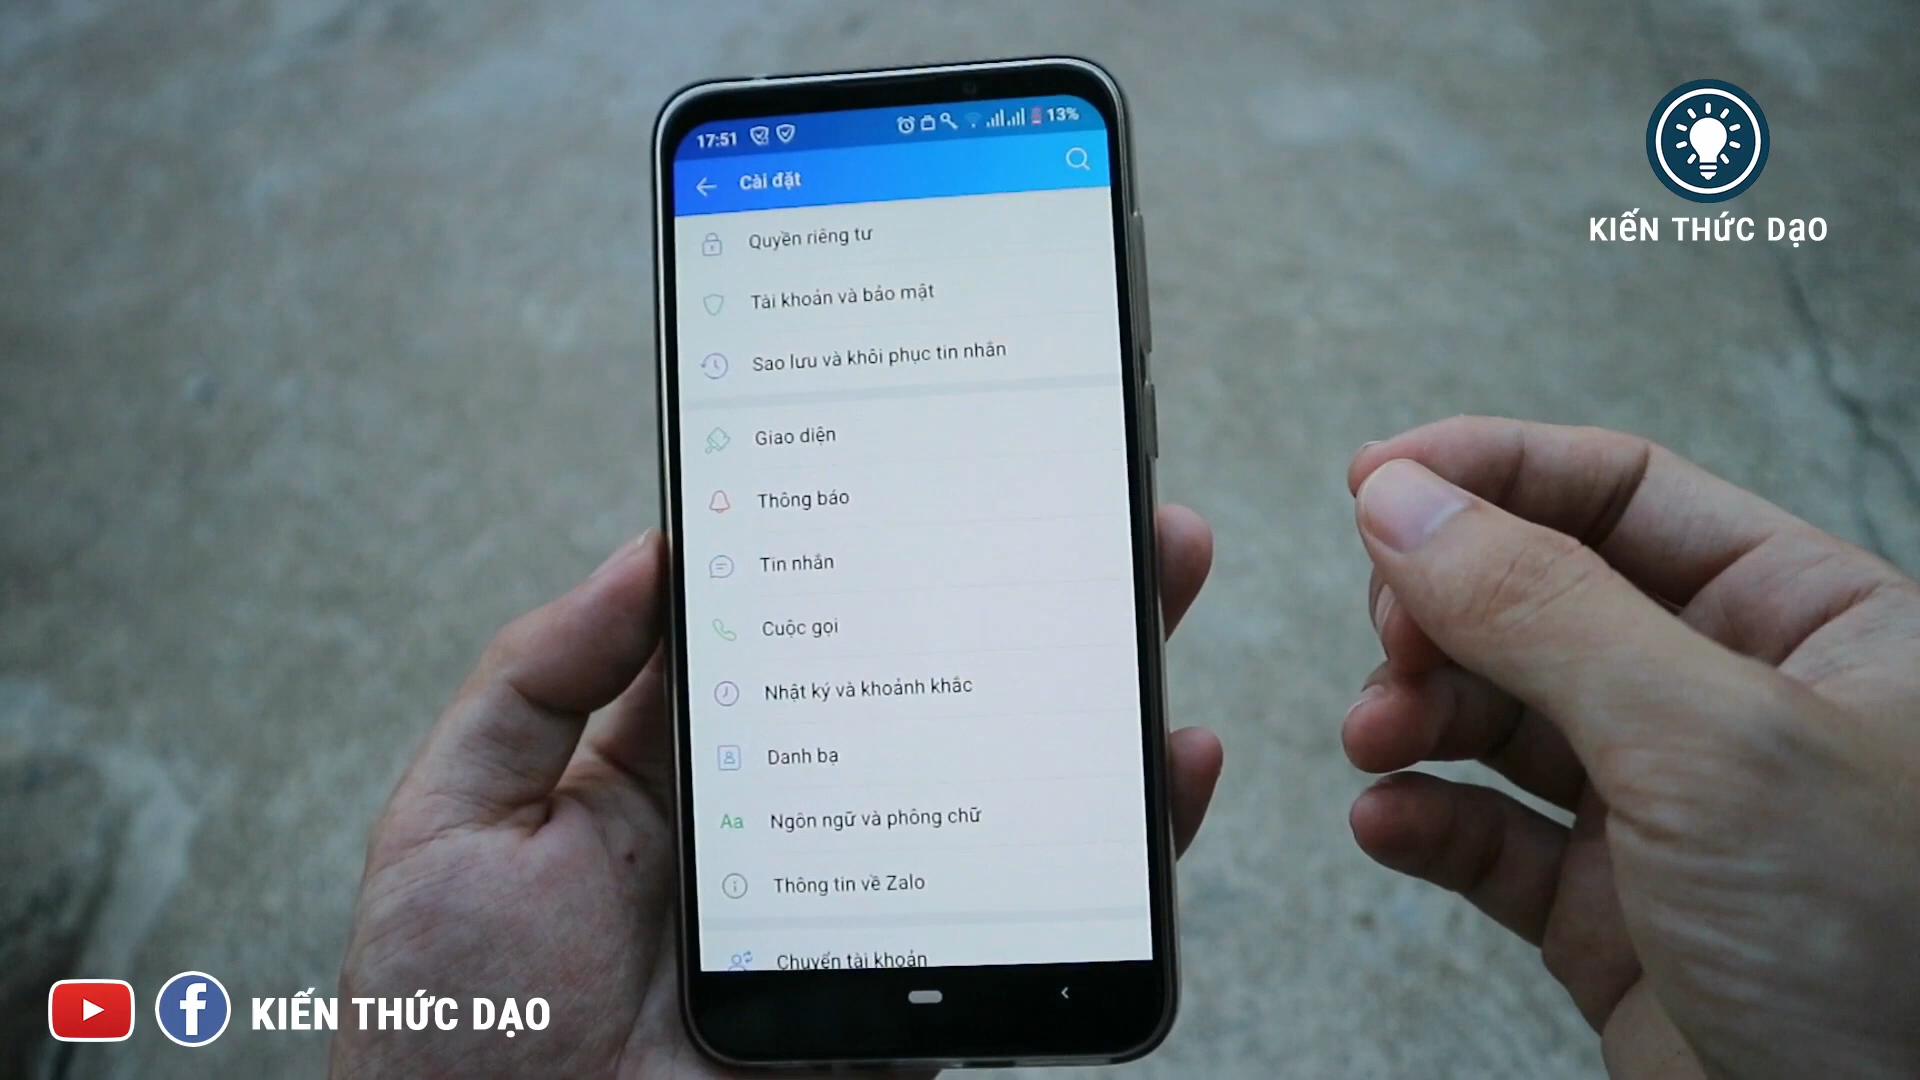 17:51
13%
Cài đặt
Quyền riêng tư
Tài khoản và bảo mật
Sao lưu và khôi phục tin nhắn
Giao diện
Thông báo
Tin nhắn
Cuộc gọi
Nhật ký và khoảnh khắc
Danh bạ
Aa Ngôn ngữ và phông chữ
Thông tin về Zalo
Chuyển tài khoản
KIẾN THỨC DẠO
f KIẾN THỨC DẠO